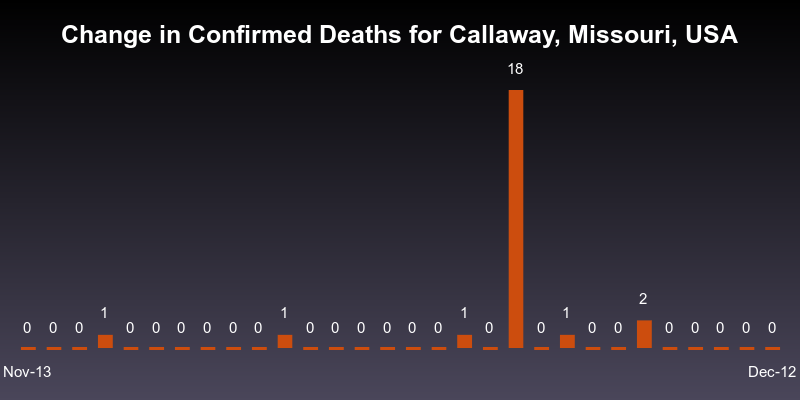 Change in Confirmed Deaths for Callaway, Missouri, USA
18
2
1 1 1 1
0 0 0 0 0 0 0 0 0 0 0 0 0 0 0 0 0 0 0 0 0 0 0 0
Nov-13 Dec-12